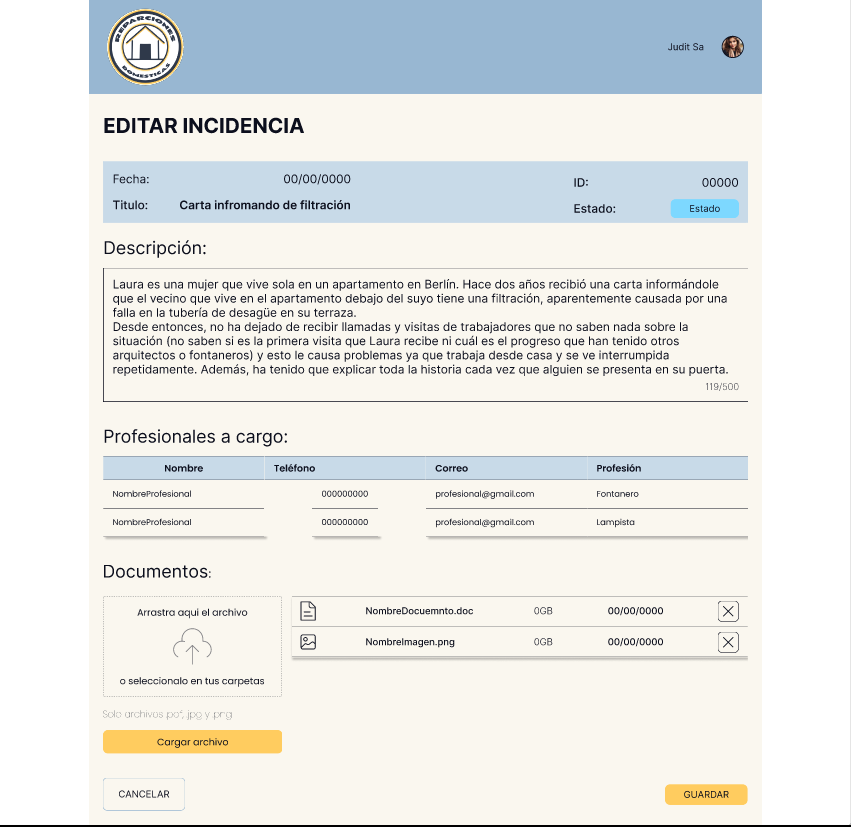 REPARCIONES
DOMESTICAS
Judit Sa
EDITAR INCIDENCIA
Fecha: 00/00/0000
ID: 00000
Titulo: Carta infromando de filtración
Estado: Estado
Descripción:
Laura es una mujer que vive sola en un apartamento en Berlín. Hace dos años recibió una carta informándole
que el vecino que vive en el apartamento debajo del suyo tiene una filtración, aparentemente causada por una
falla en la tubería de desagüe en su terraza.
Desde entonces, no ha dejado de recibir llamadas y visitas de trabajadores que no saben nada sobre la
situación (no saben si es la primera visita que Laura recibe ni cuál es el progreso que han tenido otros
arquitectos o fontaneros) y esto le causa problemas ya que trabaja desde casa y se ve interrumpida
repetidamente. Además, ha tenido que explicar toda la historia cada vez que alguien se presenta en su puerta.
119/500
Profesionales a cargo:
Nombre Teléfono Correo Profesión
NombreProfesional 000000000 profesional@gmail.com Fontanero
NombreProfesional 000000000 profesional@gmail.com Lampista
Documentos:
Arrastra aqui el archivo
o seleccionalo en tus carpetas
NombreDocuemnto.doc 0GB 00/00/0000
NombreImagen.png 0GB 00/00/0000
Solo archivos .pdf, .jpg y .png
Cargar archivo
CANCELAR
GUARDAR